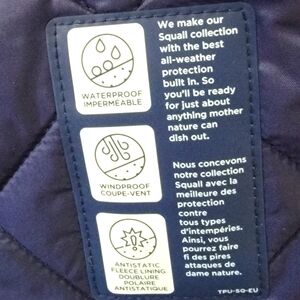 We make our
Squall collection
with the best
all-weather
protection
built in. So
you'll be ready
for just about
anything mother
nature can
dish out.
Nous concevons
notre collection
Squall avec la
meilleure des
protection
contre
tous types
d'intempéries.
Ainsi, vous
pourrez faire
fi des pires
attaques de
dame nature.
TPU-SQ-EU
WATERPROOF
IMPERMÉABLE
WINDPROOF
COUPE-VENT
ANTISTATIC
FLEECE LINING
DOUBLURE
POLAIRE
ANTISTATIQUE